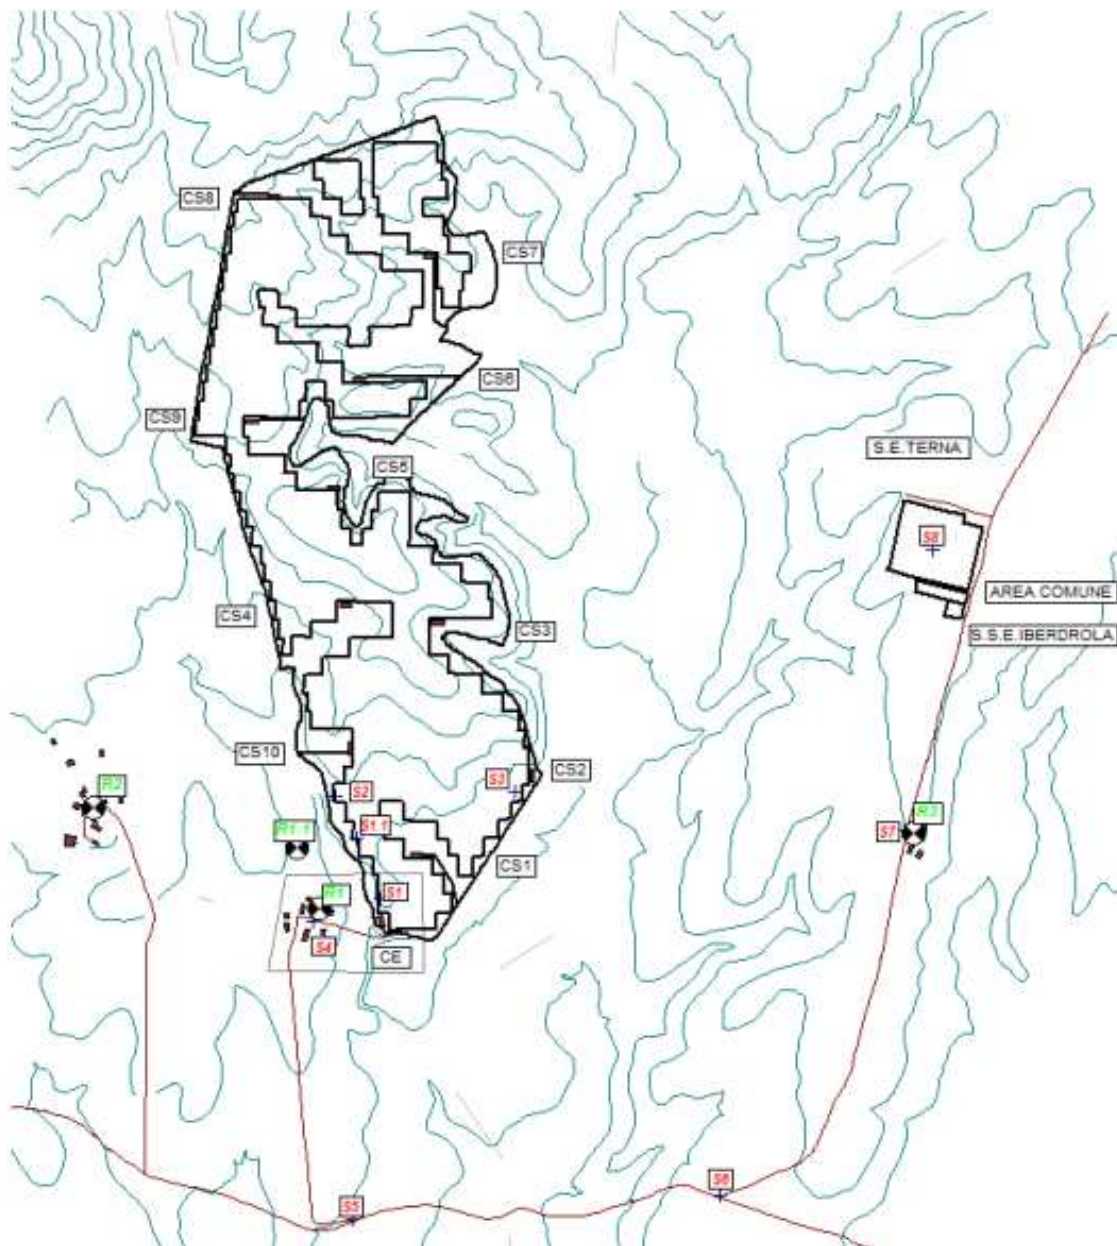 CS8
CS7
CS6
CS9
S.E.TERNA
CS5
S8
AREA COMUNE
CS4
CS3
S.S.E.IBERDROLA
CS10
CS2
S3
R2
S2
R3
S1.1
R1.1
S7
CS1
R1
S1
S4
CE
S6
S5